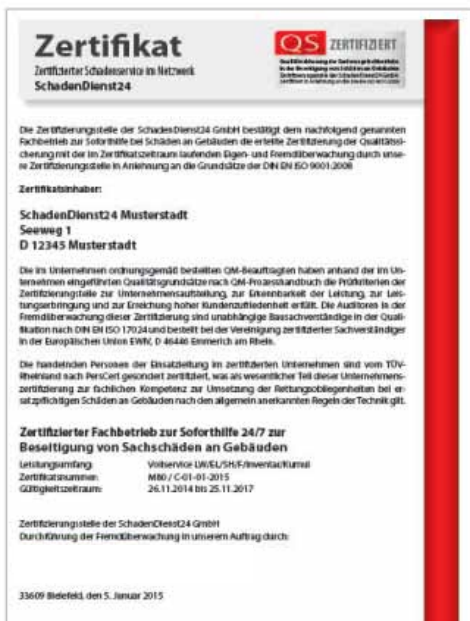 Zertifikat
Zertifizierter Schadenservice im Netzwerk
SchadenDienst24
QS ZERTIFIZIERT
Die Zertifizierungsstelle der SchadenDienst24 GmbH bestätigt dem nachfolgend genannten
Fachbetrieb zur Soforthilfe bei Schäden an Gebäuden die erteilte Zertifizierung der Qualitätssi-
cherung mit der im Zertifikatszeitraum laufenden Eigen- und Fremdüberwachung durch unse-
re Zertifizierungsstelle in Anlehnung an die Grundsätze der DIN EN ISO 9001:2008
Zertifikatsinhaber:
SchadenDienst24 Musterstadt
Seeweg 1
D 12345 Musterstadt
Die im Unternehmen ordnungsgemäß bestellten QM-Beauftragten haben anhand der im Un-
ternehmen eingeführten Qualitätsgrundsätze nach QM-Prozesshandbuch die Prüfkriterien der
Zertifizierungsstelle zur Unternehmensaufstellung, zur Erkennbarkeit der Leistung, zur Leis-
tungserbringung und zur Erreichung hoher Kundenzufriedenheit erfüllt. Die Auditoren in der
Fremdüberwachung dieser Zertifizierung sind unabhängige Bausachverständige in der Quali-
fikation nach DIN EN ISO 17024 und bestellt bei der Vereinigung zertifizierter Sachverständiger
in der Europäischen Union EWIV, D 46446 Emmerich am Rhein.
Die handelnden Personen der Einsatzleitung im zertifizierten Unternehmen sind vom TÜV-
Rheinland nach PersCert gesondert zertifiziert, was als wesentlicher Teil dieser Unternehmens-
zertifizierung zur fachlichen Kompetenz zur Umsetzung der Rettungsobliegenheiten bei er-
satzpflichtigen Schäden an Gebäuden nach den allgemein anerkannten Regeln der Technik gilt.
Zertifizierter Fachbetrieb zur Soforthilfe 24/7 zur
Beseitigung von Sachschäden an Gebäuden
Leistungsumfang: Vollservice LW/EL/SH/F/Inventar/Kumul
Zertifikatsnummer: M80 / C-01-01-2015
Gültigkeitszeitraum: 26.11.2014 bis 25.11.2017
Zertifizierungsstelle der SchadenDienst24 GmbH
Durchführung der Fremdüberwachung in unserem Auftrag durch:
33609 Bielefeld, den 5. Januar 2015